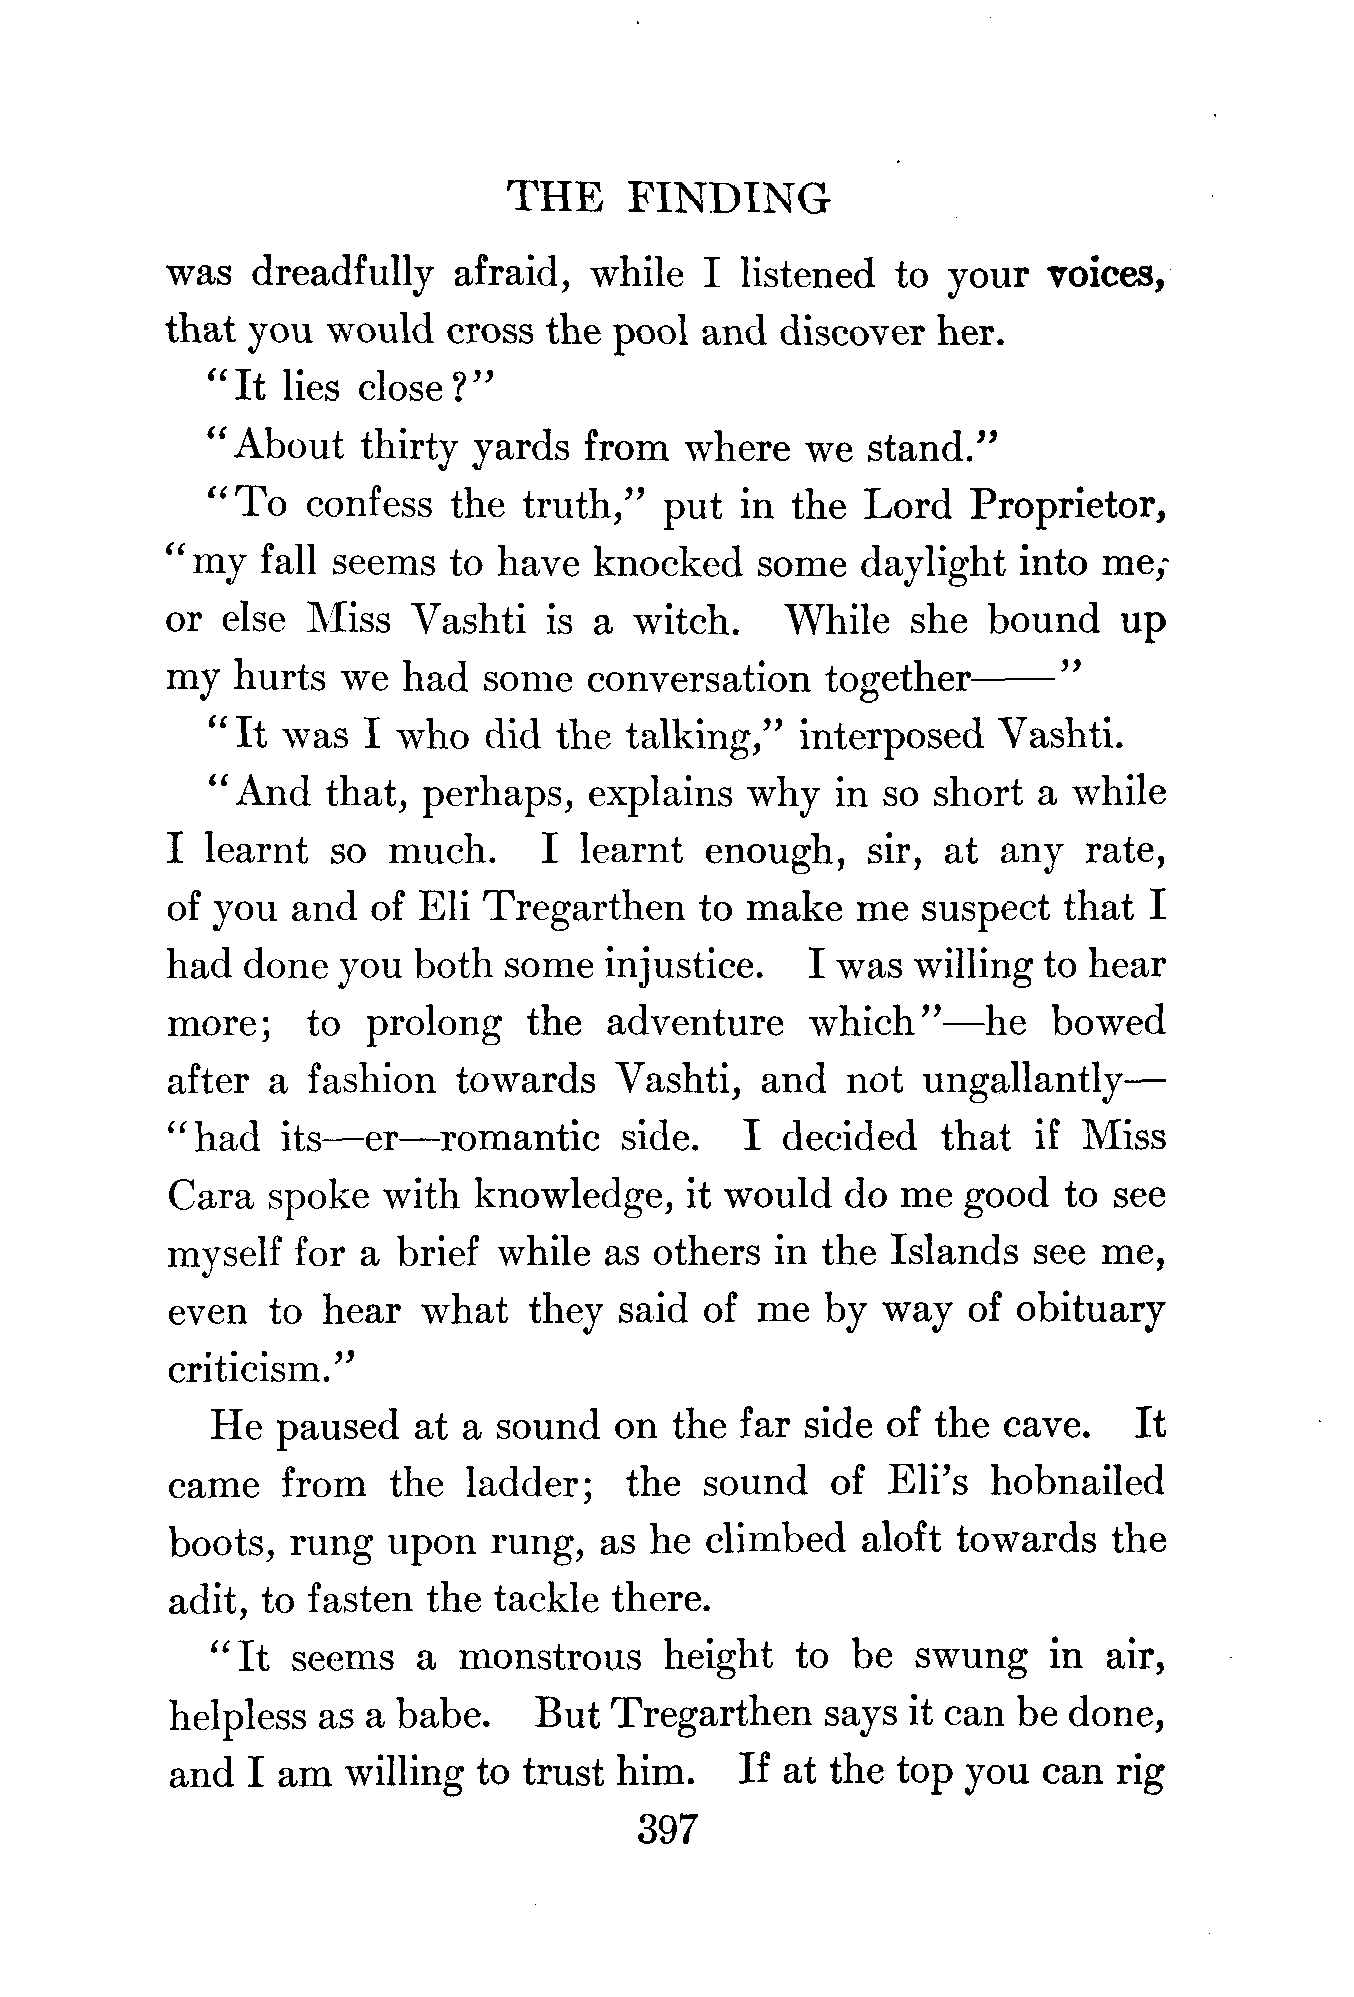 THE FINDING
was dreadfully afraid, while I listened to your voices,
that you would cross the pool and discover her.
"It lies close?"
"About thirty yards from where we stand."
"To confess the truth," put in the Lord Proprietor,
"my fall seems to have knocked some daylight into me,
or else Miss Vashti is a witch. While she bound up
my hurts we had some conversation together——"
"It was I who did the talking," interposed Vashti.
"And that, perhaps, explains why in so short a while
I learnt so much. I learnt enough, sir, at any rate,
of you and of Eli Tregarthen to make me suspect that I
had done you both some injustice. I was willing to hear
more; to prolong the adventure which"—he bowed
after a fashion towards Vashti, and not ungallantly—
"had its—er—romantic side. I decided that if Miss
Cara spoke with knowledge, it would do me good to see
myself for a brief while as others in the Islands see me,
even to hear what they said of me by way of obituary
criticism."
He paused at a sound on the far side of the cave. It
came from the ladder; the sound of Eli's hobnailed
boots, rung upon rung, as he climbed aloft towards the
adit, to fasten the tackle there.
"It seems a monstrous height to be swung in air,
helpless as a babe. But Tregarthen says it can be done,
and I am willing to trust him. If at the top you can rig
397